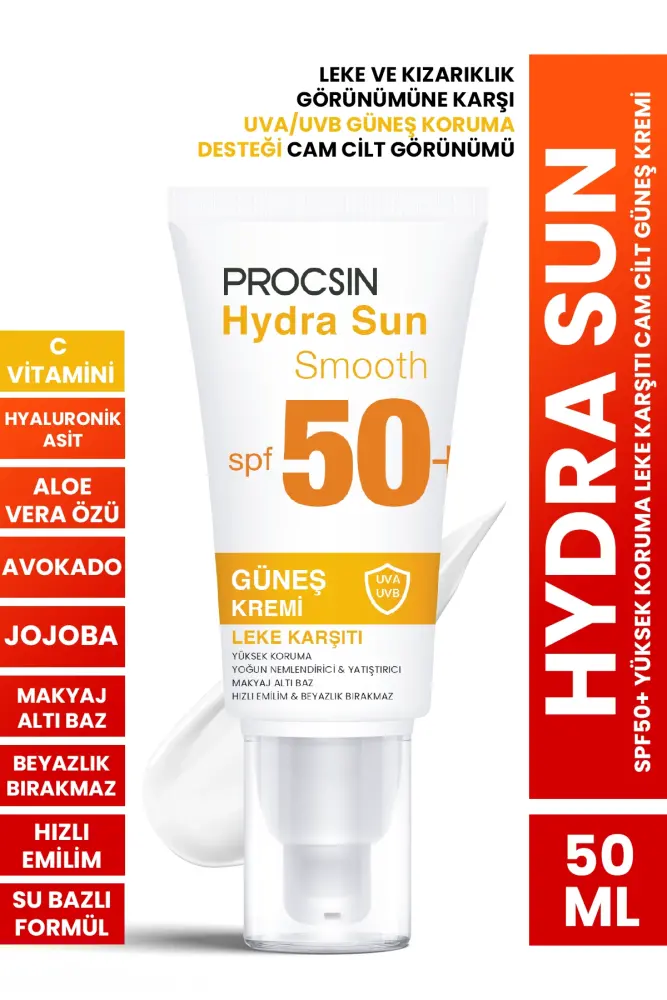 LEKE VE KIZARIKLIK
GÖRÜNÜMÜNE KARŞI
UVA/UVB GÜNEŞ KORUMA
DESTEĞİ CAM CİLT GÖRÜNÜMÜ
PROCSIN
Hydra Sun
Smooth
spf 50+
GÜNEŞ
KREMİ
UVA
UVB
LEKE KARŞITI
YÜKSEK KORUMA
YOĞUN NEMLENDİRİCİ & YATIŞTIRICI
MAKYAJ ALTI BAZ
HIZLI EMİLİM & BEYAZLIK BIRAKMAZ
C
VİTAMİNİ
HYALURONİK
ASİT
ALOE
VERA ÖZÜ
AVOKADO
JOJOBA
MAKYAJ
ALTI BAZ
BEYAZLIK
BIRAKMAZ
HIZLI
EMİLİM
SU BAZLI
FORMÜL
HYDRA SUN
SPF50+ YÜKSEK KORUMA LEKE KARŞITI CAM CİLT GÜNEŞ KREMİ
50
ML